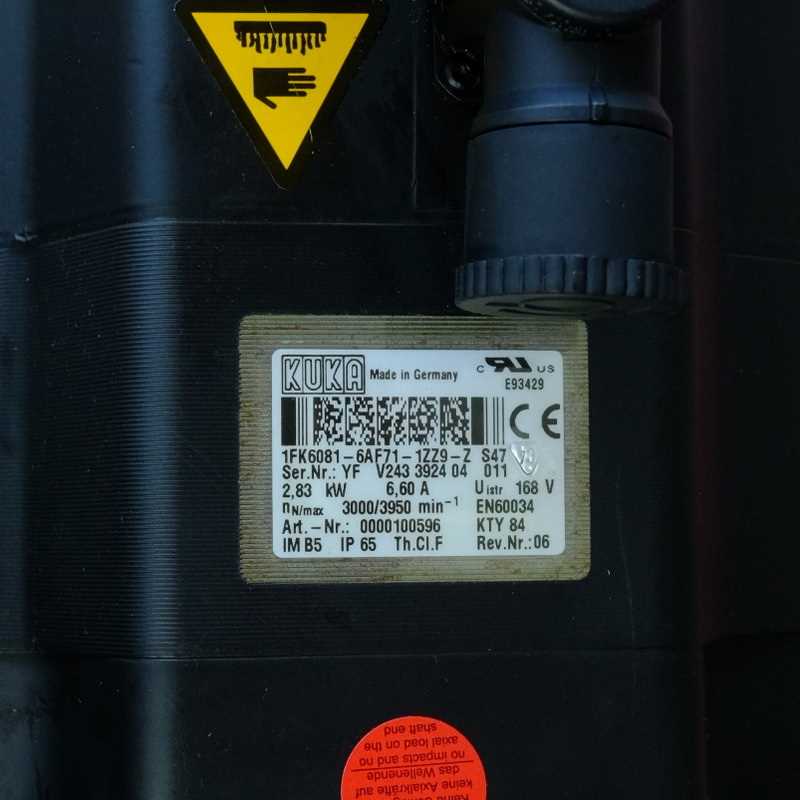 KUKA Made in Germany
C US
E93429
CE
1FK6081-6AF71-1ZZ9-Z S47
Ser.Nr.: YF V243 3924 04 011
2,83 kW 6,60 A Uistr 168 V
nN/max 3000/3950 min⁻¹ EN60034
Art.-Nr.: 0000100596 KTY 84
IM B5 IP 65 Th.Cl.F Rev.Nr.:06
keine Axialkräfte auf
das Wellenende
no impacts and no
axial load on the
shaft end